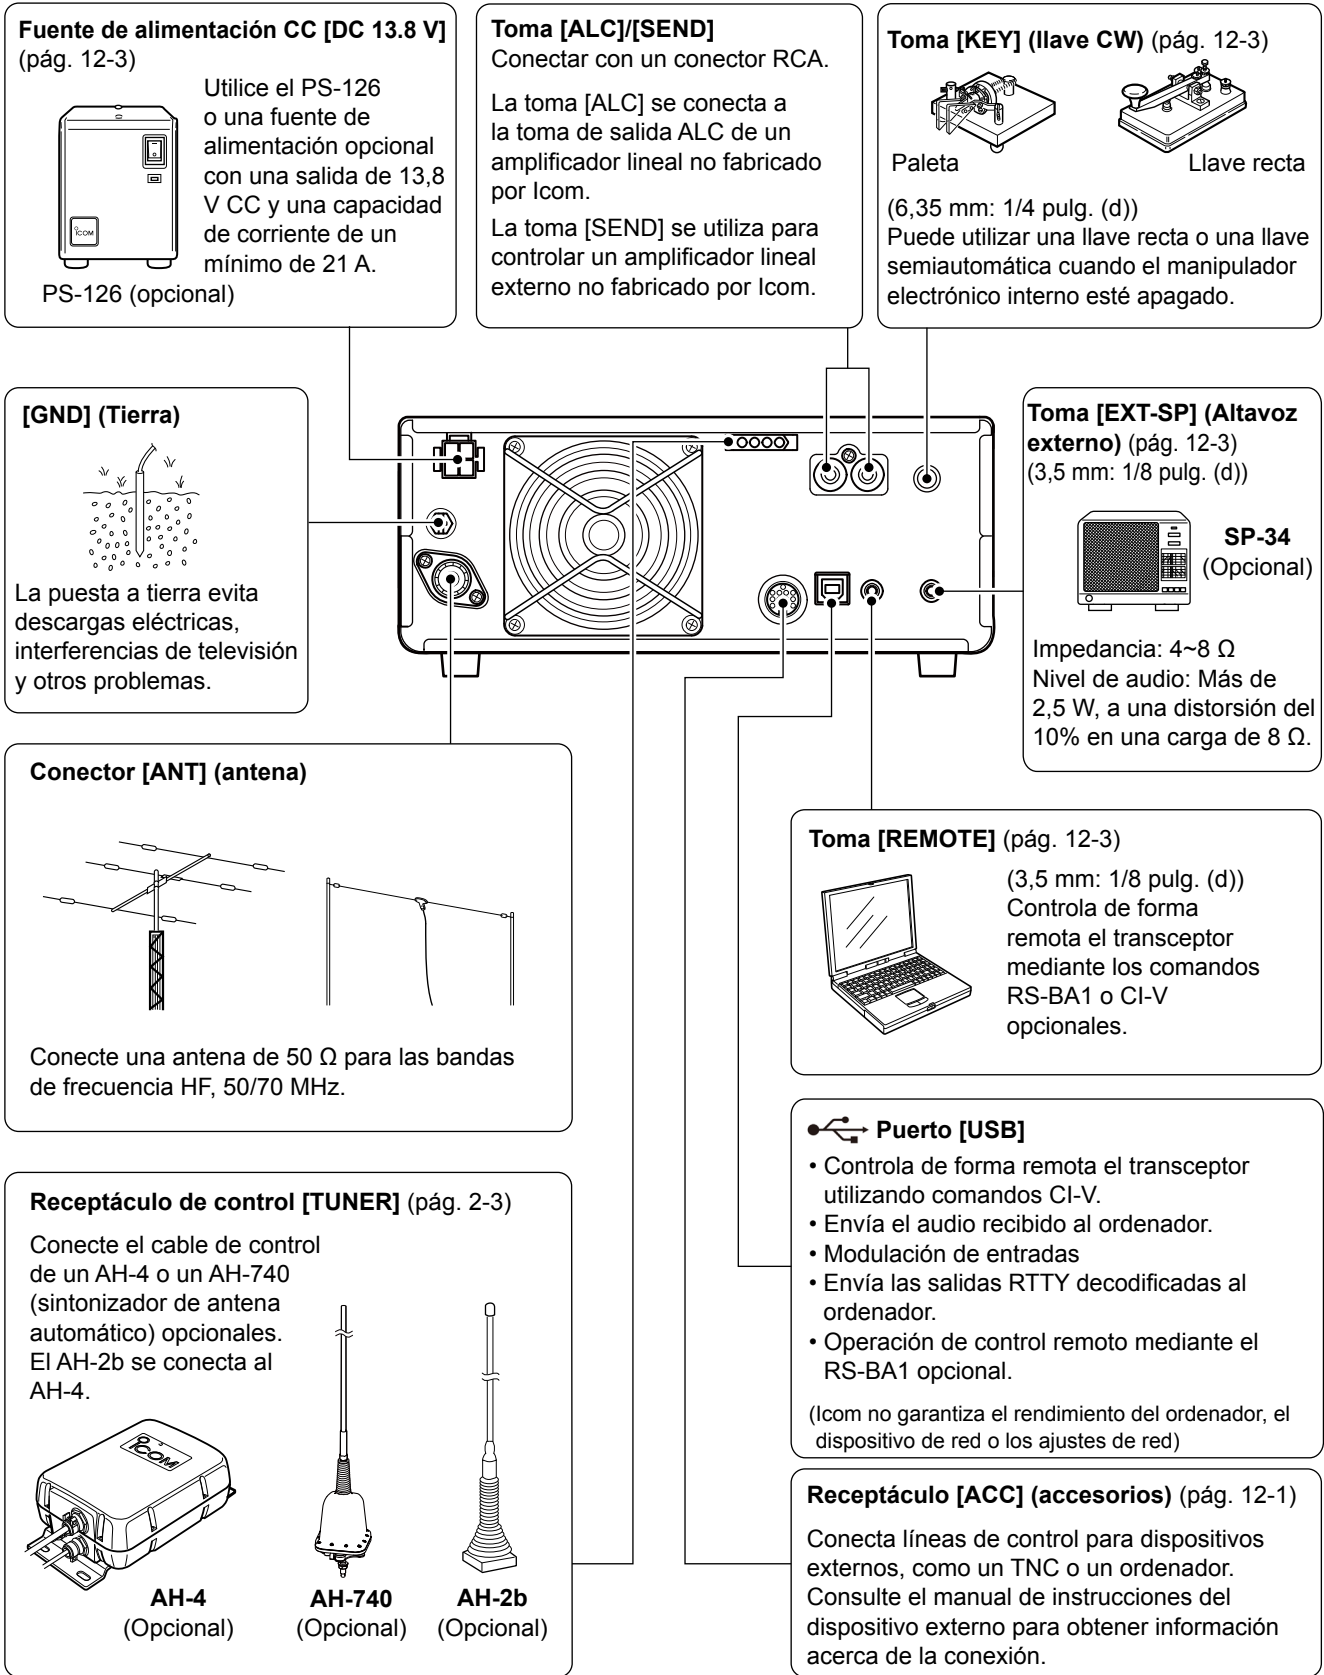 Fuente de alimentación CC [DC 13.8 V]
(pág. 12-3)
Utilice el PS-126
o una fuente de
alimentación opcional
con una salida de 13,8
V CC y una capacidad
de corriente de un
mínimo de 21 A.
ICOM
PS-126 (opcional)
Toma [ALC]/[SEND]
Conectar con un conector RCA.
La toma [ALC] se conecta a
la toma de salida ALC de un
amplificador lineal no fabricado
por Icom.
La toma [SEND] se utiliza para
controlar un amplificador lineal
externo no fabricado por Icom.
Toma [KEY] (llave CW) (pág. 12-3)
Paleta
Llave recta
(6,35 mm: 1/4 pulg. (d))
Puede utilizar una llave recta o una llave
semiautomática cuando el manipulador
electrónico interno esté apagado.
[GND] (Tierra)
La puesta a tierra evita
descargas eléctricas,
interferencias de televisión
y otros problemas.
Toma [EXT-SP] (Altavoz
externo) (pág. 12-3)
(3,5 mm: 1/8 pulg. (d))
SP-34
(Opcional)
Impedancia: 4~8 Ω
Nivel de audio: Más de
2,5 W, a una distorsión del
10% en una carga de 8 Ω.
Conector [ANT] (antena)
Conecte una antena de 50 Ω para las bandas
de frecuencia HF, 50/70 MHz.
Toma [REMOTE] (pág. 12-3)
(3,5 mm: 1/8 pulg. (d))
Controla de forma
remota el transceptor
mediante los comandos
RS-BA1 o CI-V
opcionales.
Puerto [USB]
• Controla de forma remota el transceptor
utilizando comandos CI-V.
• Envía el audio recibido al ordenador.
• Modulación de entradas
• Envía las salidas RTTY decodificadas al
ordenador.
• Operación de control remoto mediante el
RS-BA1 opcional.
(Icom no garantiza el rendimiento del ordenador, el
dispositivo de red o los ajustes de red)
Receptáculo de control [TUNER] (pág. 2-3)
Conecte el cable de control
de un AH-4 o un AH-740
(sintonizador de antena
automático) opcionales.
El AH-2b se conecta al
AH-4.
ICOM
AH-4
(Opcional)
AH-740
(Opcional)
AH-2b
(Opcional)
Receptáculo [ACC] (accesorios) (pág. 12-1)
Conecta líneas de control para dispositivos
externos, como un TNC o un ordenador.
Consulte el manual de instrucciones del
dispositivo externo para obtener información
acerca de la conexión.